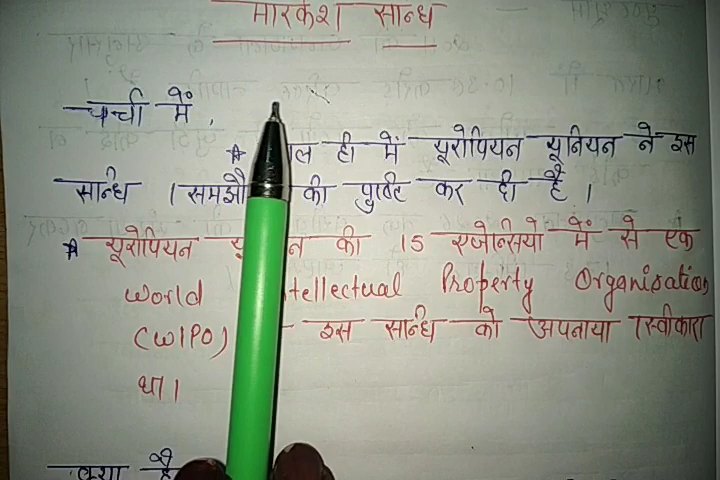 मारकेश सन्धि
चर्चा में,
* ल ही में यूरोपियन यूनियन ने इस
सन्धि / समझौ की पुष्टि कर दी है।
* यूरोपियन यू न की 15 एजेन्सियों में से एक
World ntellectual Property Organisation
(WIPO) - इस सन्धि को अपनाया / स्वीकारा
था।
क्या है